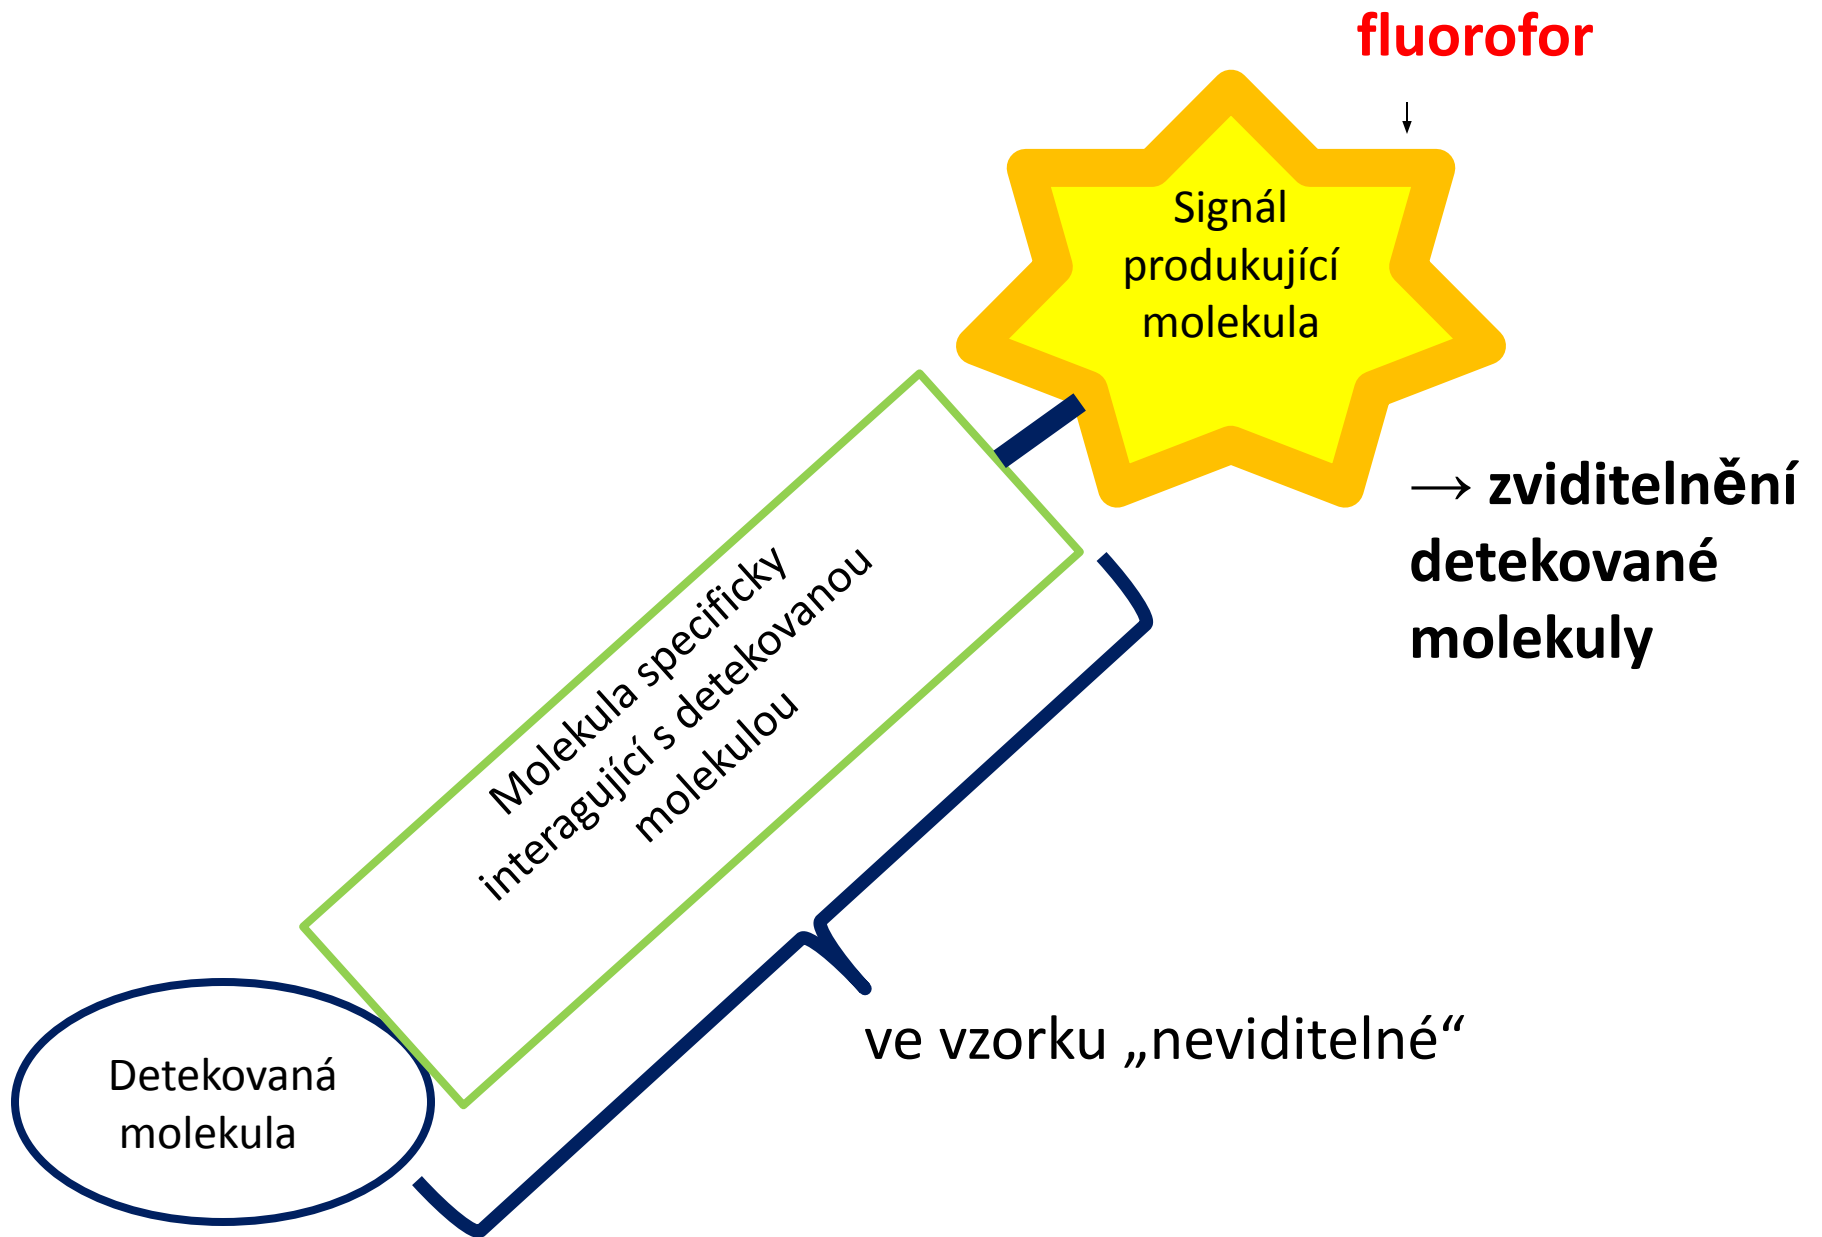 fluorofor
↓
Signál
produkující
molekula
→ zviditelnění
detekované
molekuly
Molekula specificky
interagující s detekovanou
molekulou
ve vzorku „neviditelné“
Detekovaná
molekula